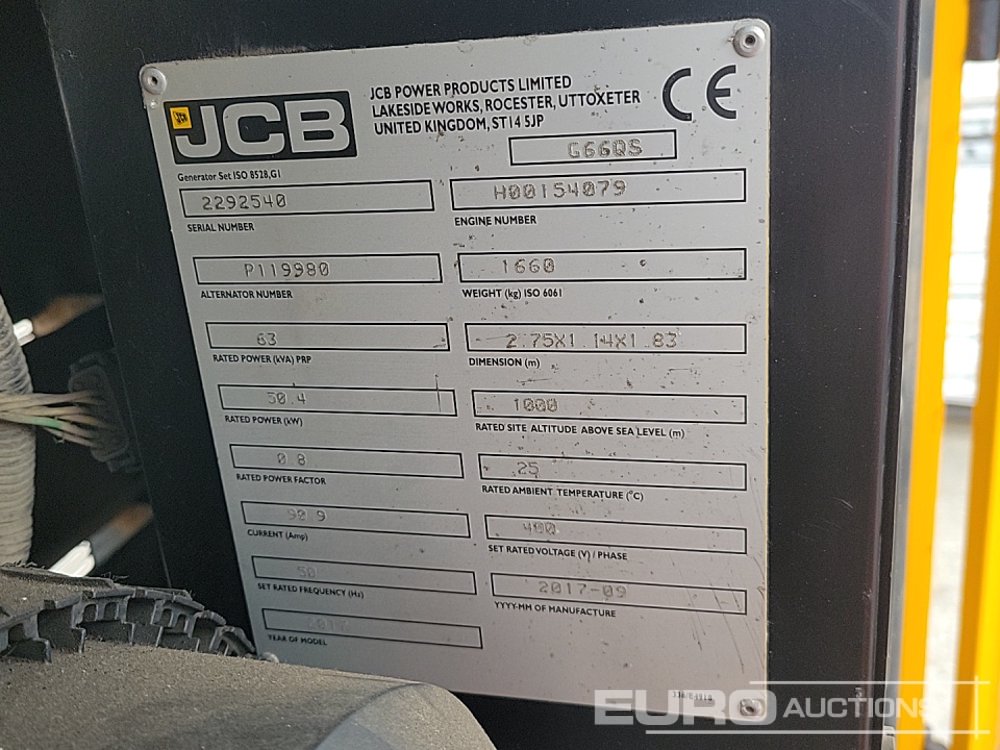 JCB
JCB POWER PRODUCTS LIMITED
LAKESIDE WORKS, ROCESTER, UTTOXETER
UNITED KINGDOM, ST14 5JP
CE
G66QS
Generator Set ISO 8528,G1
2292540
SERIAL NUMBER
H00154079
ENGINE NUMBER
P119980
ALTERNATOR NUMBER
1660
WEIGHT (kg) ISO 6061
63
RATED POWER (kVA) PRP
2.75X1.14X1.83
DIMENSION (m)
50.4
RATED POWER (kW)
1000
RATED SITE ALTITUDE ABOVE SEA LEVEL (m)
0.8
RATED POWER FACTOR
25
RATED AMBIENT TEMPERATURE (°C)
90.9
CURRENT (Amp)
400
SET RATED VOLTAGE (V) / PHASE
50
SET RATED FREQUENCY (Hz)
2017-09
YYYY-MM OF MANUFACTURE
2017
YEAR OF MODEL
EURO AUCTIONS